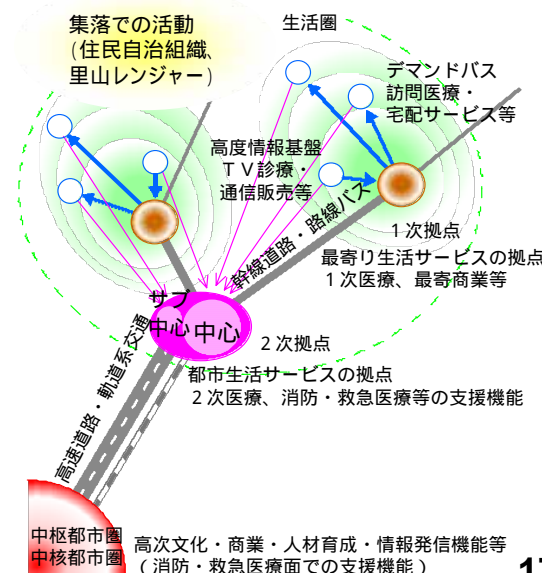 集落での活動
(住民自治組織、
里山レンジャー)
生活圏
デマンドバス
訪問医療・
宅配サービス等
高度情報基盤
TV診療・
通信販売等
幹線道路・路線バス
1次拠点
最寄り生活サービスの拠点
1次医療、最寄商業等
サブ
中心
中心
2次拠点
都市生活サービスの拠点
2次医療、消防・救急医療等の支援機能
高速道路・軌道系交通
中枢都市圏
中核都市圏
高次文化・商業・人材育成・情報発信機能等
(消防・救急医療面での支援機能)